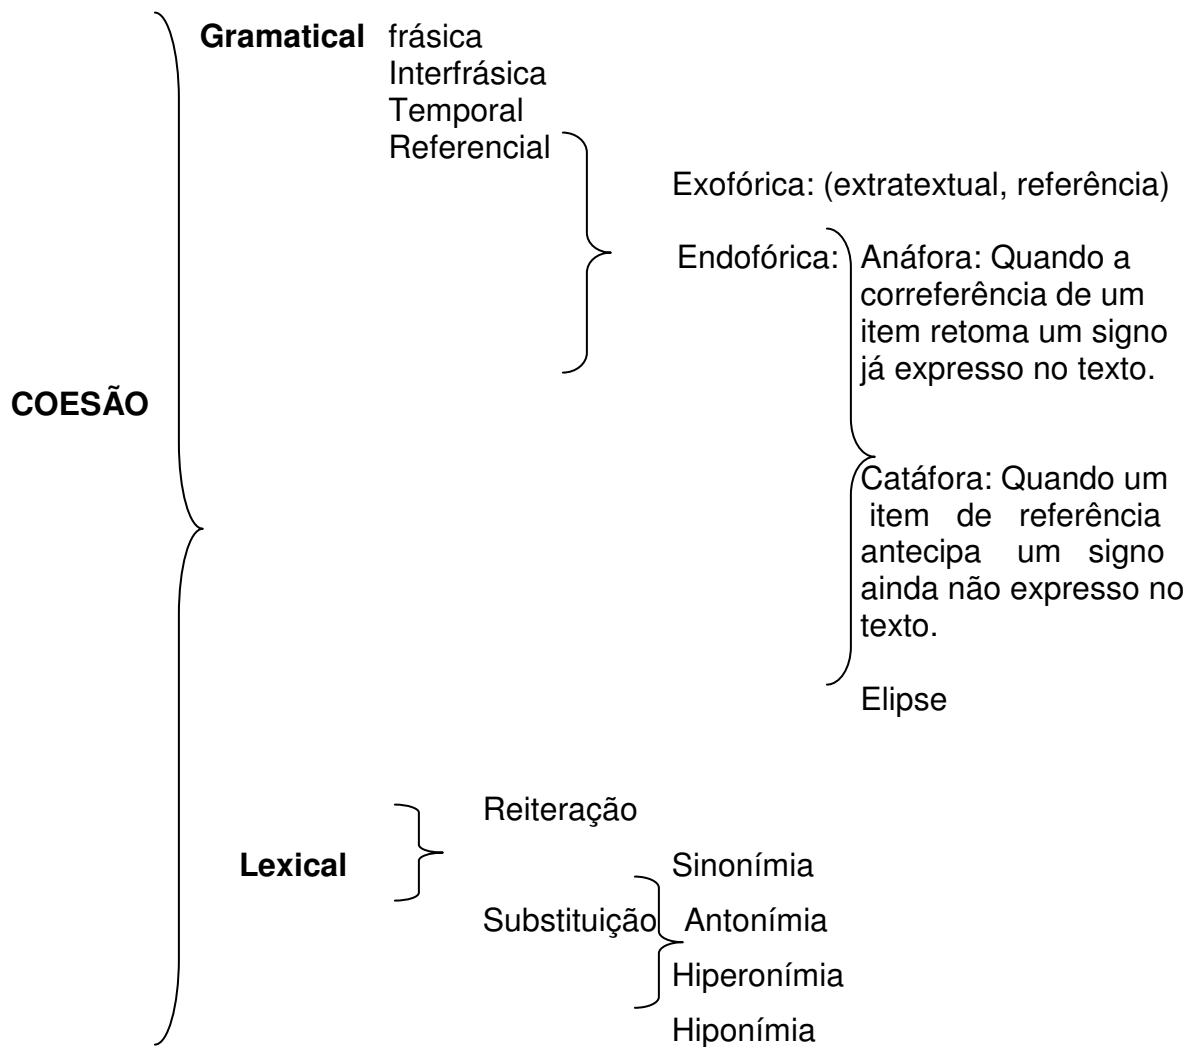 Gramatical frásica
Interfrásica
Temporal
Referencial
Exofórica: (extratextual, referência)
Endofórica: Anáfora: Quando a
correferência de um
item retoma um signo
já expresso no texto.
COESÃO
Catáfora: Quando um
item de referência
antecipa um signo
ainda não expresso no
texto.
Elipse
Reiteração
Lexical
Sinonímia
Substituição Antonímia
Hiperonímia
Hiponímia